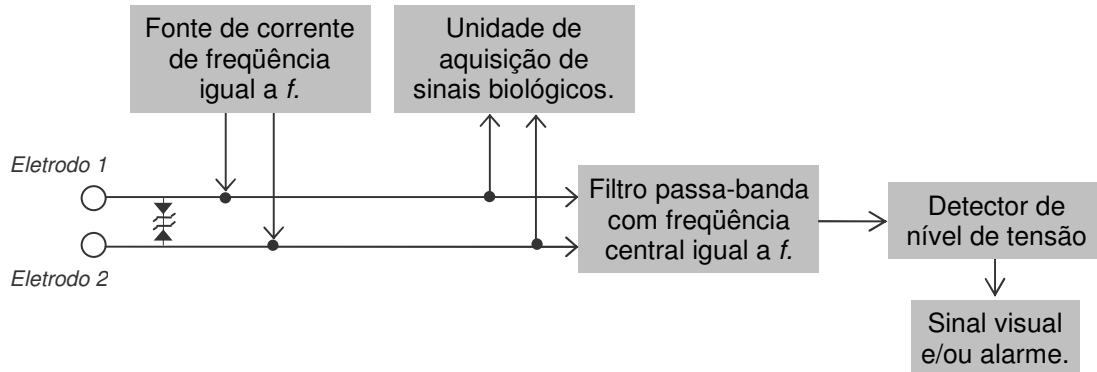 Fonte de corrente
de freqüência
igual a f.
Unidade de
aquisição de
sinais biológicos.
Eletrodo 1
Eletrodo 2
Filtro passa-banda
com freqüência
central igual a f.
Detector de
nível de tensão
Sinal visual
e/ou alarme.